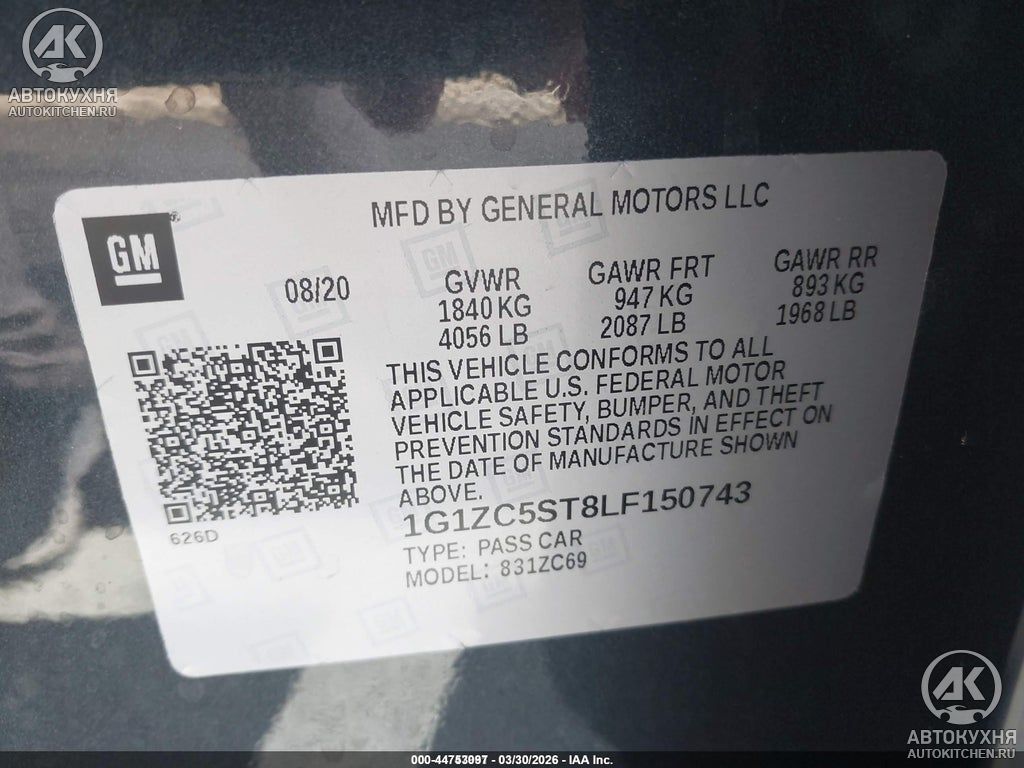 AK
АВТОКУХНЯ
AUTOKITCHEN.RU
MFD BY GENERAL MOTORS LLC
GM
®
08/20
GVWR
1840 KG
4056 LB
GAWR FRT
947 KG
2087 LB
GAWR RR
893 KG
1968 LB
THIS VEHICLE CONFORMS TO ALL
APPLICABLE U.S. FEDERAL MOTOR
VEHICLE SAFETY, BUMPER, AND THEFT
PREVENTION STANDARDS IN EFFECT ON
THE DATE OF MANUFACTURE SHOWN
ABOVE.
1G1ZC5ST8LF150743
TYPE: PASS CAR
MODEL: 831ZC69
626D
AK
АВТОКУХНЯ
AUTOKITCHEN.RU
000-44753097 - 03/30/2026 - IAA Inc.